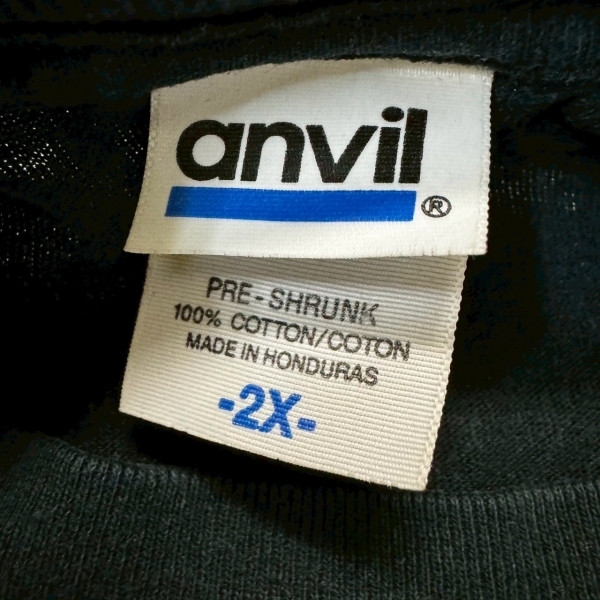 anvil®
PRE-SHRUNK
100% COTTON/COTON
MADE IN HONDURAS
-2X-